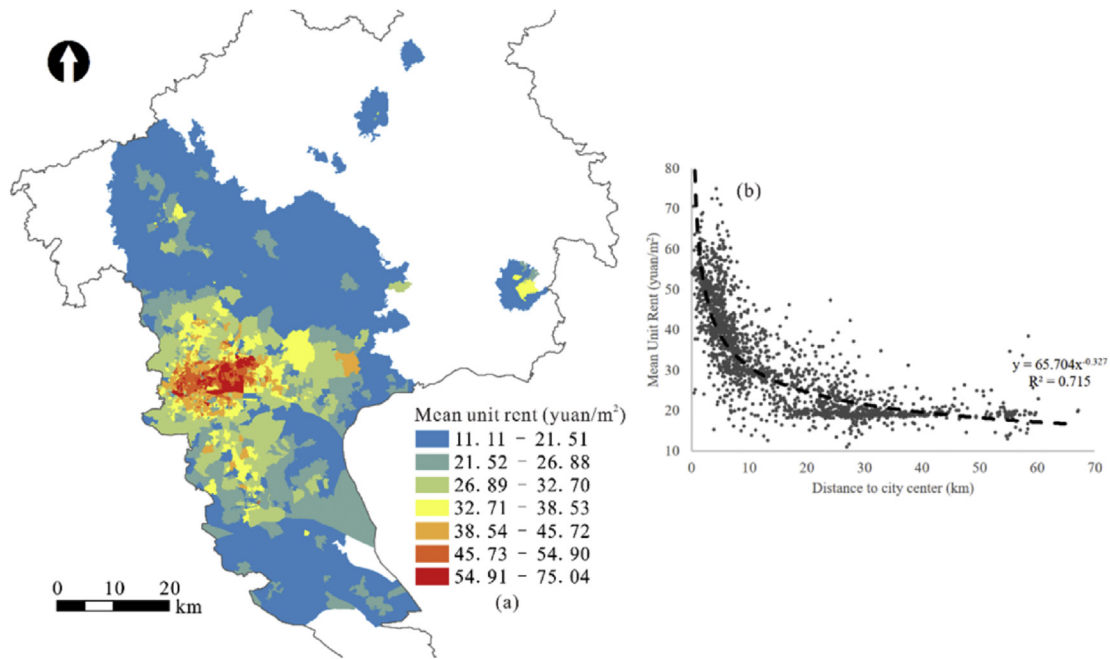 Mean unit rent (yuan/m²)
11.11 - 21.51
21.52 - 26.88
26.89 - 32.70
32.71 - 38.53
38.54 - 45.72
45.73 - 54.90
54.91 - 75.04
(a)
0 10 20
km
(b)
Mean Unit Rent (yuan/m²)
80
70
60
50
40
30
20
10
y = 65.704x^-0.327
R² = 0.715
0 10 20 30 40 50 60 70
Distance to city center (km)